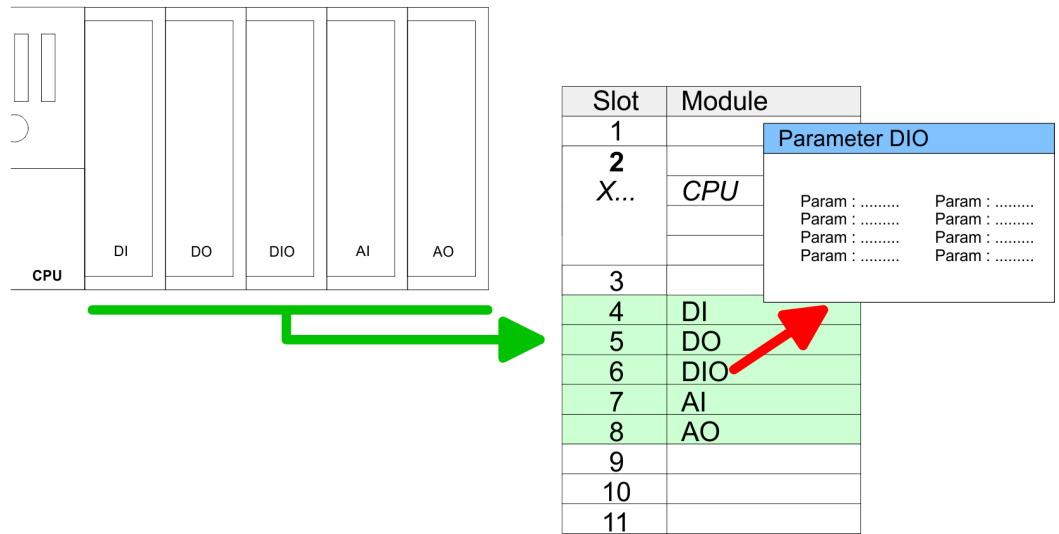 DI DO DIO AI AO
CPU
Slot Module
1
2
X... CPU
3
4 DI
5 DO
6 DIO
7 AI
8 AO
9
10
11
Parameter DIO
Param : ......... Param : .........
Param : ......... Param : .........
Param : ......... Param : .........
Param : ......... Param : .........